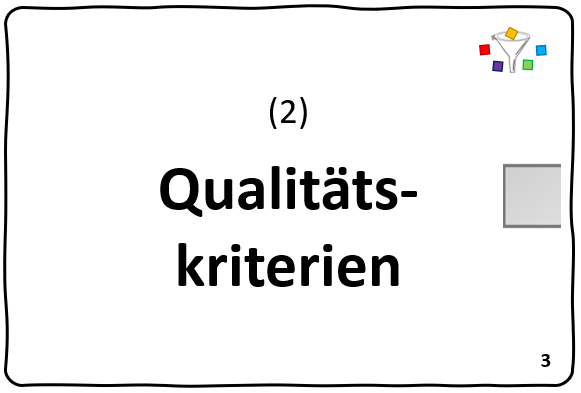 (2)
Qualitäts-
kriterien
3